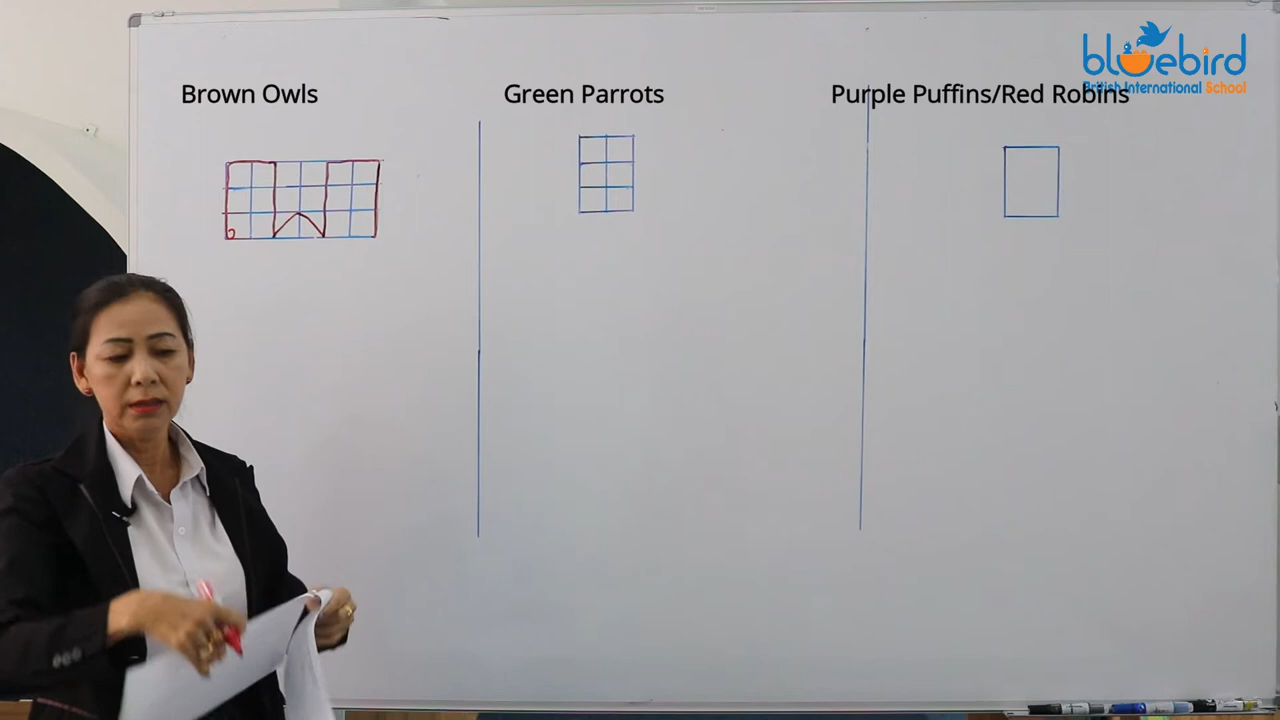 bluebird
British International School
Brown Owls
Green Parrots
Purple Puffins/Red Robins